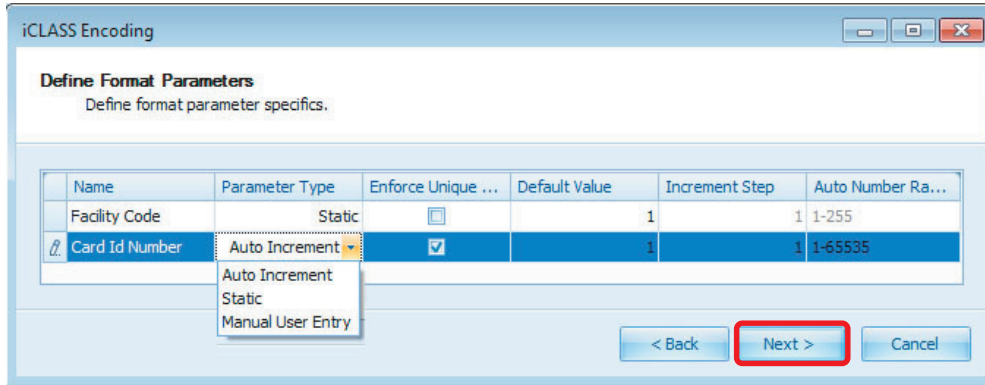 iCLASS Encoding
Define Format Parameters
Define format parameter specifics.
Name Parameter Type Enforce Unique ... Default Value Increment Step Auto Number Ra...
Facility Code Static 1 1 1-255
Card Id Number Auto Increment 1 1 1-65535
Auto Increment
Static
Manual User Entry
< Back Next > Cancel